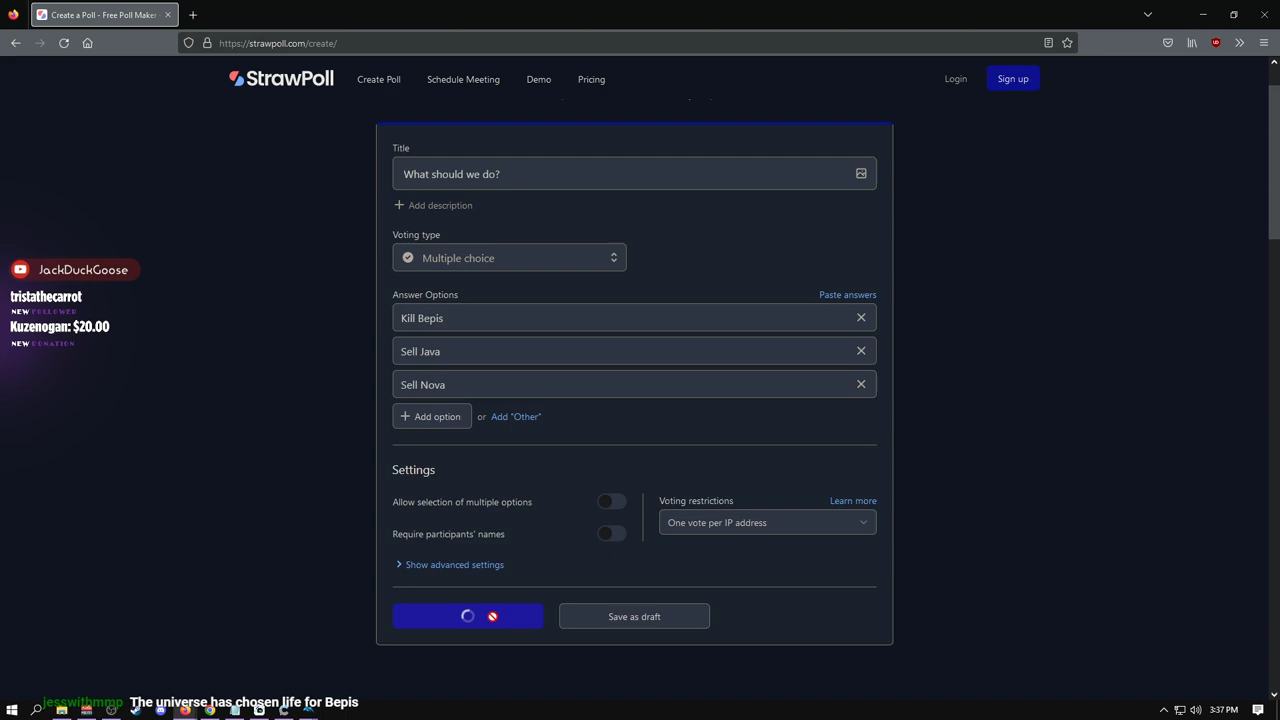 Create a Poll - Free Poll Maker
https://strawpoll.com/create/
StrawPoll
Create Poll
Schedule Meeting
Demo
Pricing
Login
Sign up
Title
What should we do?
Add description
Voting type
Multiple choice
Answer Options
Paste answers
Kill Bepis
Sell Java
Sell Nova
Add option
or
Add "Other"
Settings
Allow selection of multiple options
Require participants' names
Voting restrictions
Learn more
One vote per IP address
Show advanced settings
Save as draft
JackDuckGoose
tristathecarrot
NEW FOLLOWER
Kuzenogan: $20.00
NEW DONATION
jesswithmmp The universe has chosen life for Bepis
3:37 PM